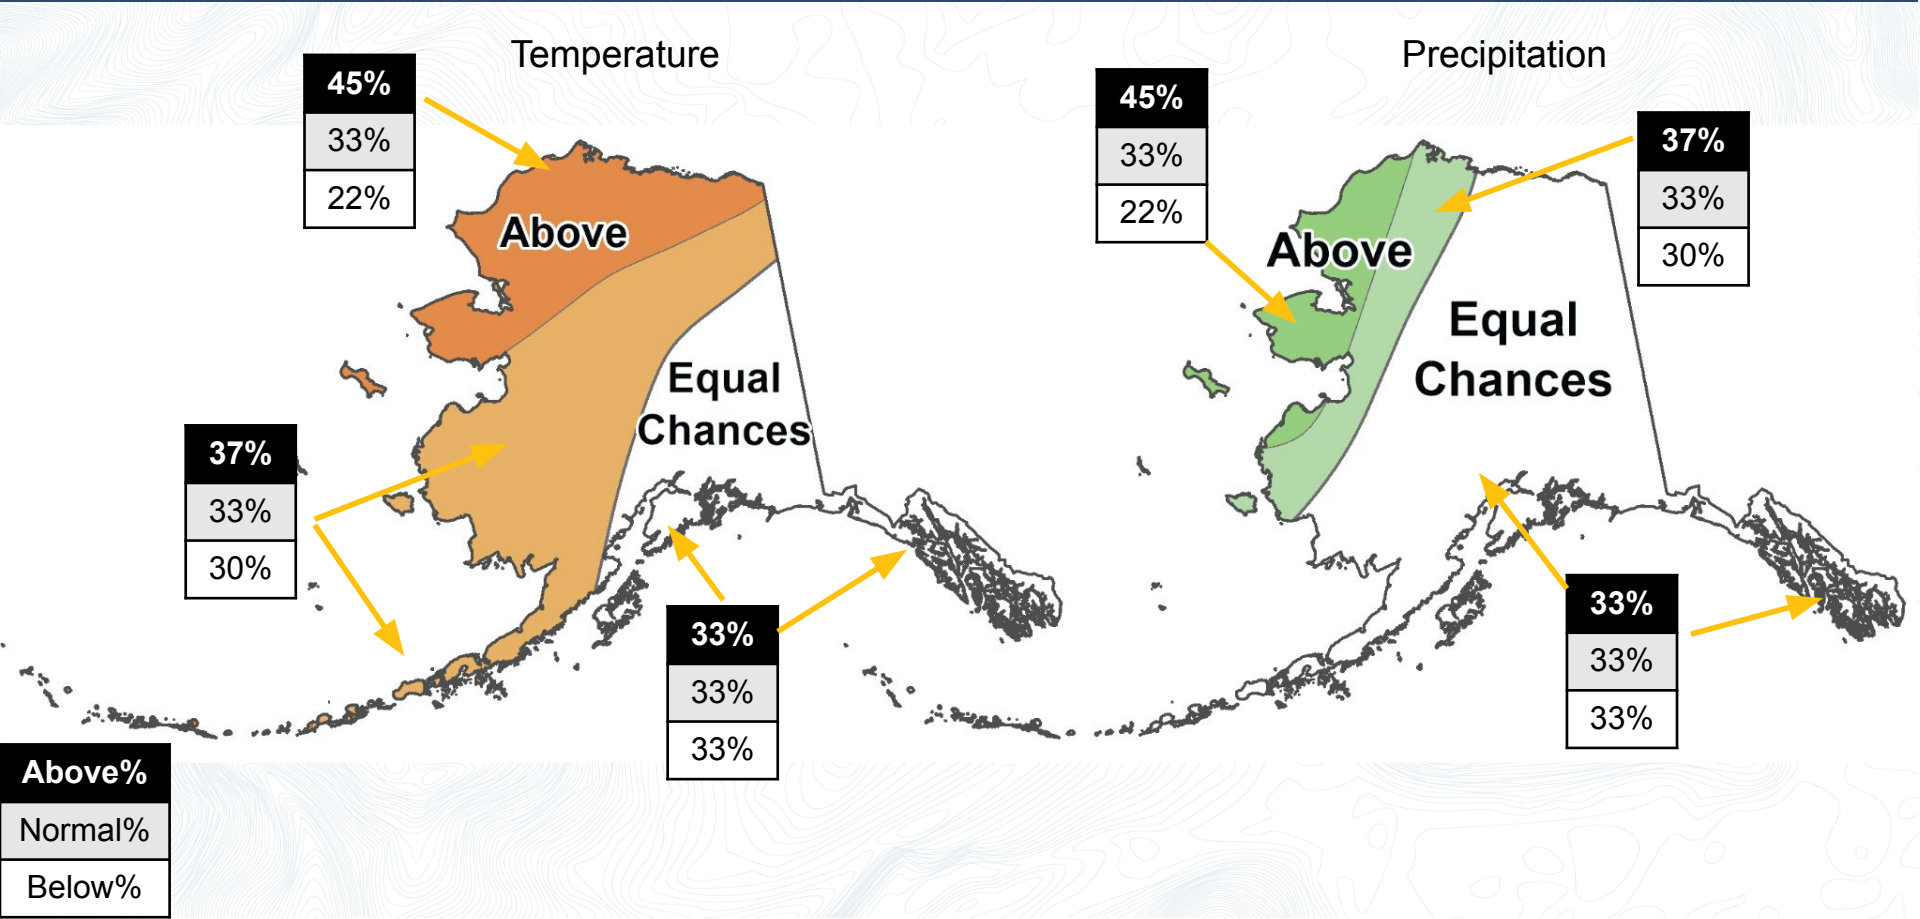 Temperature
45%
33%
22%
Above
Equal
Chances
37%
33%
30%
33%
33%
33%
Above%
Normal%
Below%
Precipitation
45%
33%
22%
37%
33%
30%
Above
Equal
Chances
33%
33%
33%